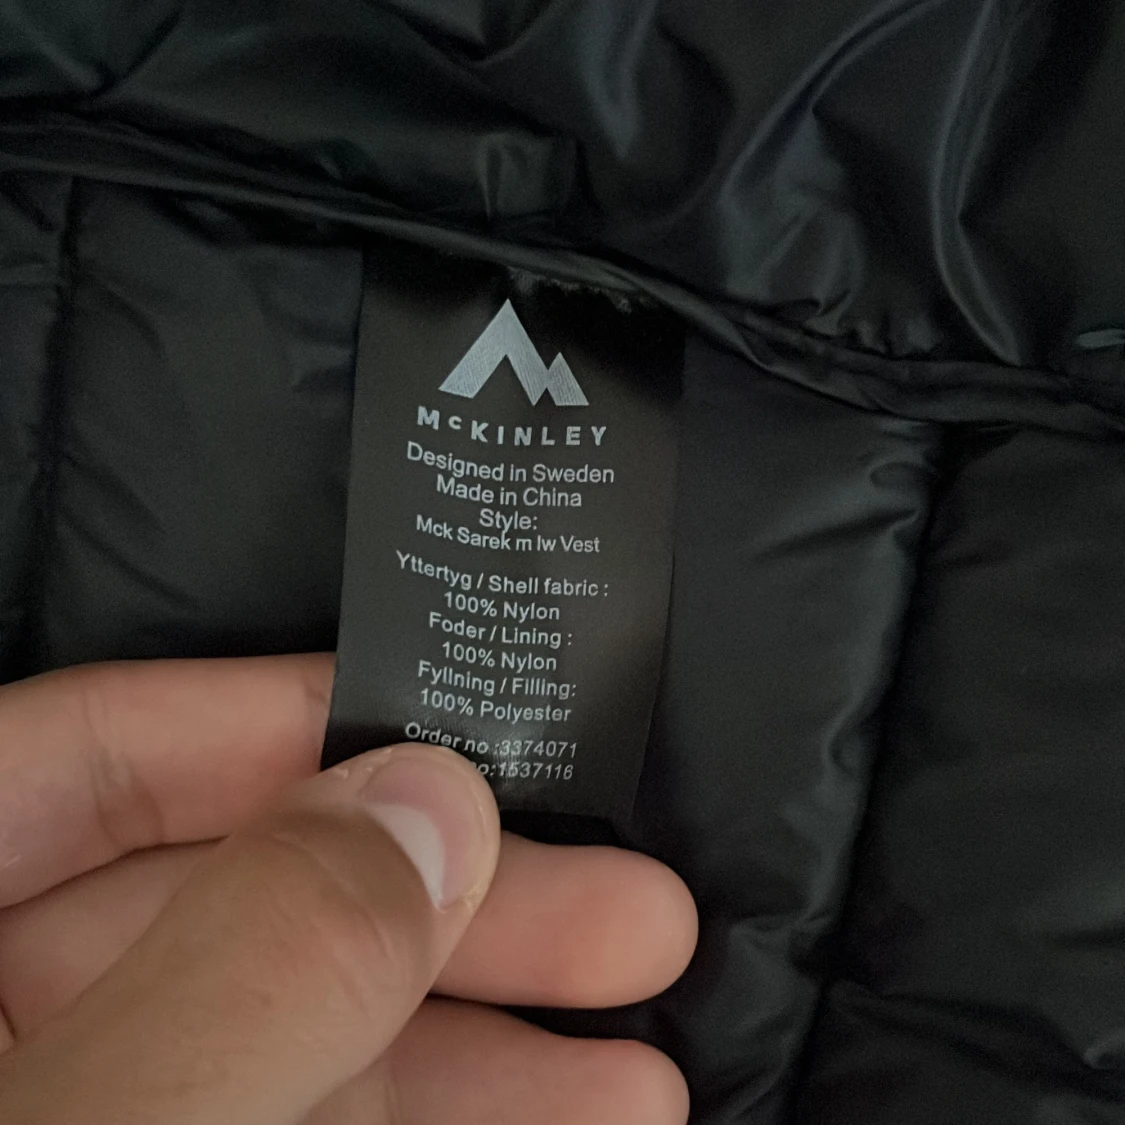 McKINLEY
Designed in Sweden
Made in China
Style:
Mck Sarek m lw Vest
Yttertyg / Shell fabric :
100% Nylon
Foder / Lining :
100% Nylon
Fyllning / Filling:
100% Polyester
Order no :3374071
:1537116